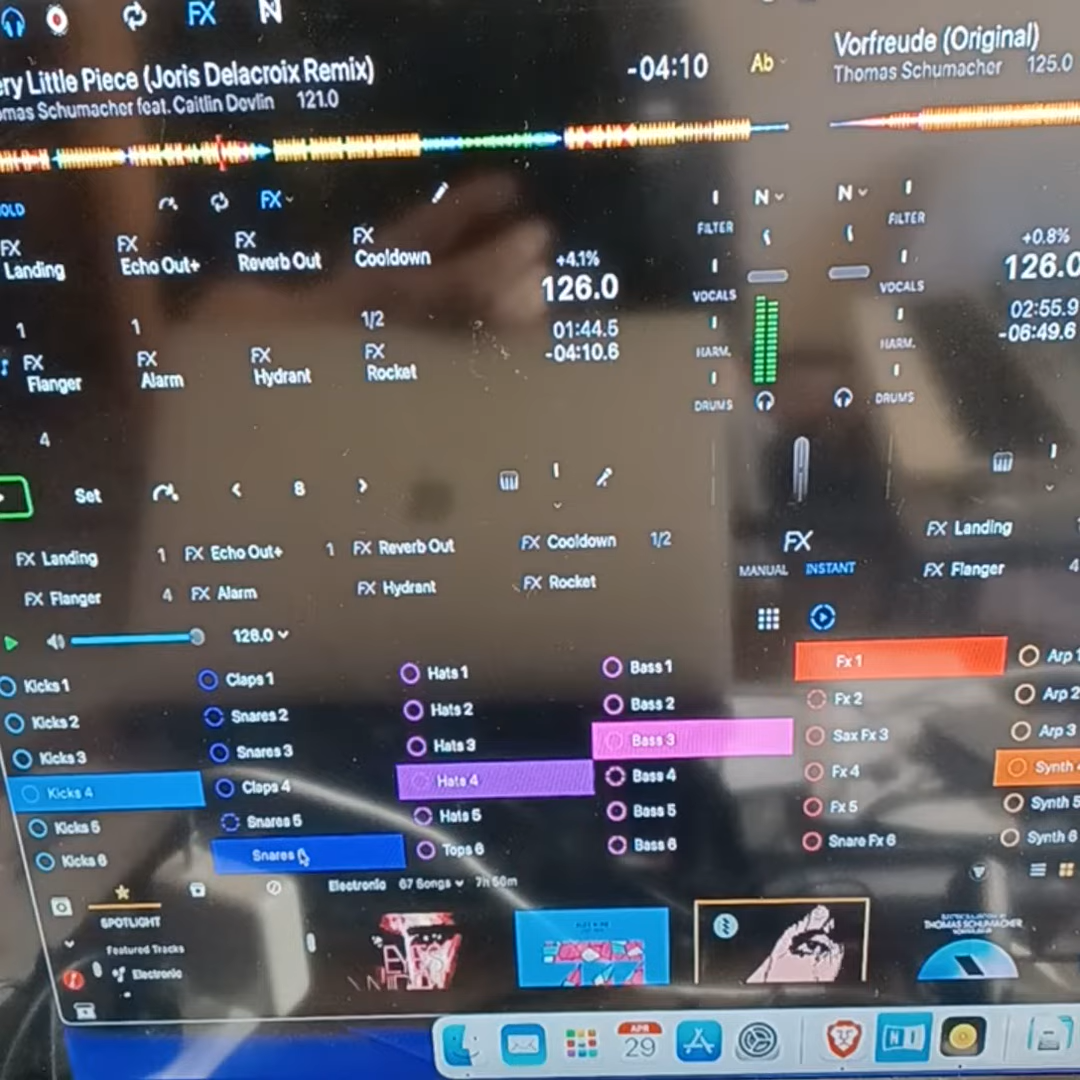 FX N
ry Little Piece (Joris Delacroix Remix)
mas Schumacher feat. Caitlin Devlin 121.0
-04:10
Ab
Vorfreude (Original)
Thomas Schumacher 125.0
OLD
FX
FX Landing
FX Echo Out+
FX Reverb Out
FX Cooldown
1
1
1/2
FX Flanger
FX Alarm
FX Hydrant
FX Rocket
4
+4.1%
126.0
01:44.5
-04:10.6
FILTER
VOCALS
HARM.
DRUMS
N
N
FILTER
VOCALS
HARM.
DRUMS
+0.8%
126.0
02:55.9
-06:49.6
Set
8
FX Landing 1 FX Echo Out+ 1 FX Reverb Out FX Cooldown 1/2
FX Flanger 4 FX Alarm FX Hydrant FX Rocket
FX
MANUAL INSTANT
FX Landing
FX Flanger 4
126.0
Kicks 1 Claps 1 Hats 1 Bass 1 Fx 1 Arp 1
Kicks 2 Snares 2 Hats 2 Bass 2 Fx 2 Arp 2
Kicks 3 Snares 3 Hats 3 Bass 3 Sax Fx 3 Arp 3
Kicks 4 Claps 4 Hats 4 Bass 4 Fx 4 Synth
Kicks 5 Snares 5 Hats 5 Bass 5 Fx 5 Synth 5
Kicks 6 Snares 6 Tops 6 Bass 6 Snare Fx 6 Synth 6
SPOTLIGHT
Featured Tracks
Electronic
Electronic 67 Songs 7h 56m
THOMAS SCHUMACHER
APR
29